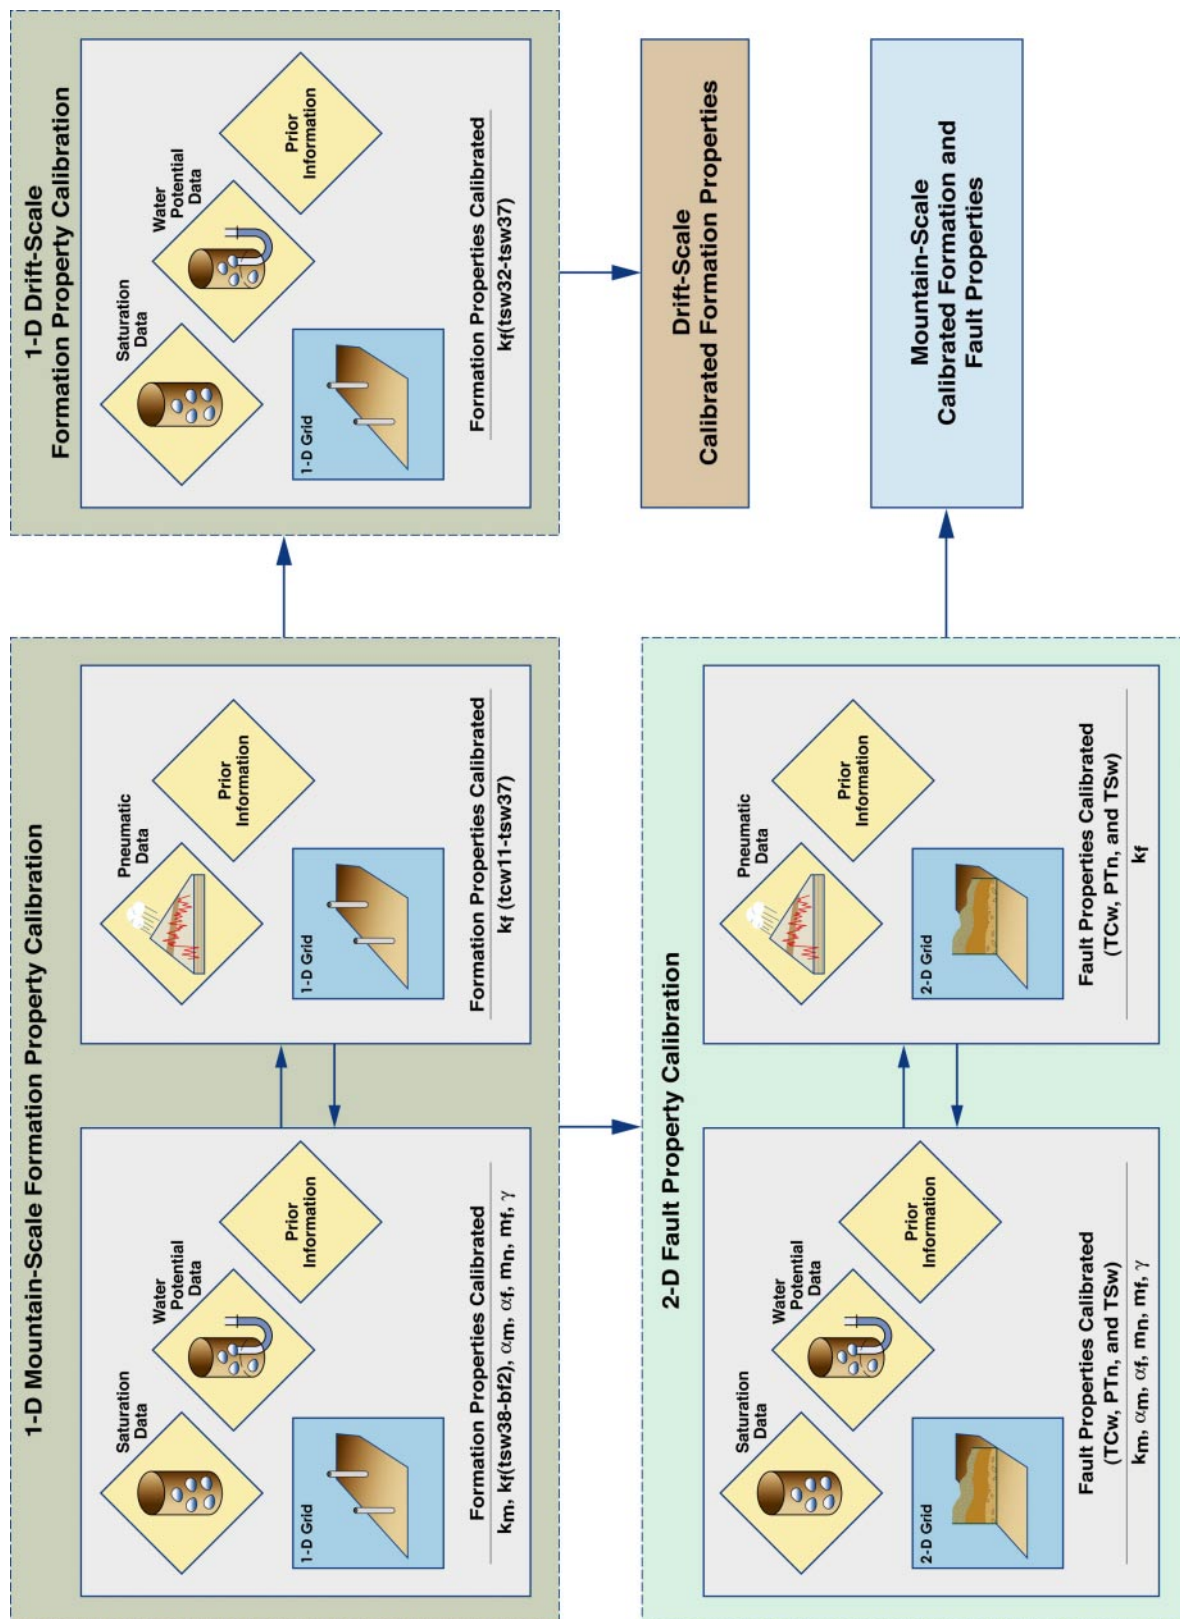 1-D Mountain-Scale Formation Property Calibration
Saturation
Data
Water
Potential
Data
Prior
Information
1-D Grid
Formation Properties Calibrated
km, kf(tsw38-bf2), αm, αf, mn, mf, γ
Pneumatic
Data
Prior
Information
1-D Grid
Formation Properties Calibrated
kf (tcw11-tsw37)
1-D Drift-Scale
Formation Property Calibration
Saturation
Data
Water
Potential
Data
Prior
Information
1-D Grid
Formation Properties Calibrated
kf(tsw32-tsw37)
Drift-Scale
Calibrated Formation Properties
2-D Fault Property Calibration
Saturation
Data
Water
Potential
Data
Prior
Information
2-D Grid
Fault Properties Calibrated
(TCw, PTn, and TSw)
km, αm, αf, mn, mf, γ
Pneumatic
Data
Prior
Information
2-D Grid
Fault Properties Calibrated
(TCw, PTn, and TSw)
kf
Mountain-Scale
Calibrated Formation and
Fault Properties